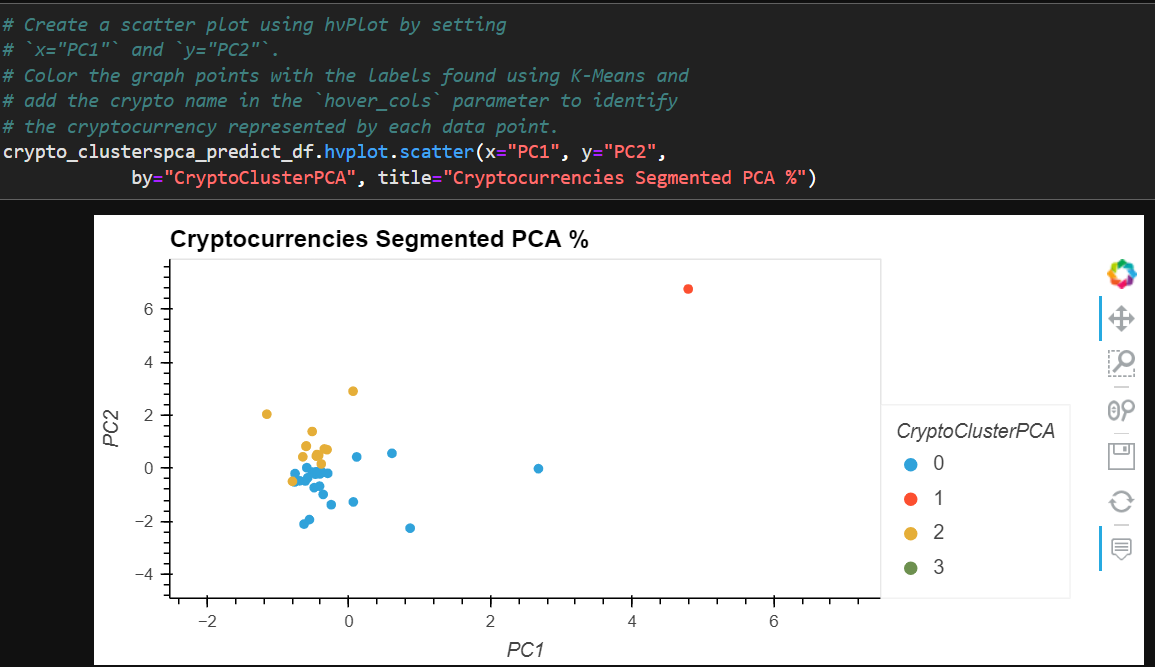 # Create a scatter plot using hvPlot by setting
# `x="PC1"` and `y="PC2"`.
# Color the graph points with the labels found using K-Means and
# add the crypto name in the `hover_cols` parameter to identify
# the cryptocurrency represented by each data point.
crypto_clusterspca_predict_df.hvplot.scatter(x="PC1", y="PC2",
by="CryptoClusterPCA", title="Cryptocurrencies Segmented PCA %")
Cryptocurrencies Segmented PCA %
6
4
2
0
−2
−4
PC2
−2 0 2 4 6
PC1
CryptoClusterPCA
0
1
2
3